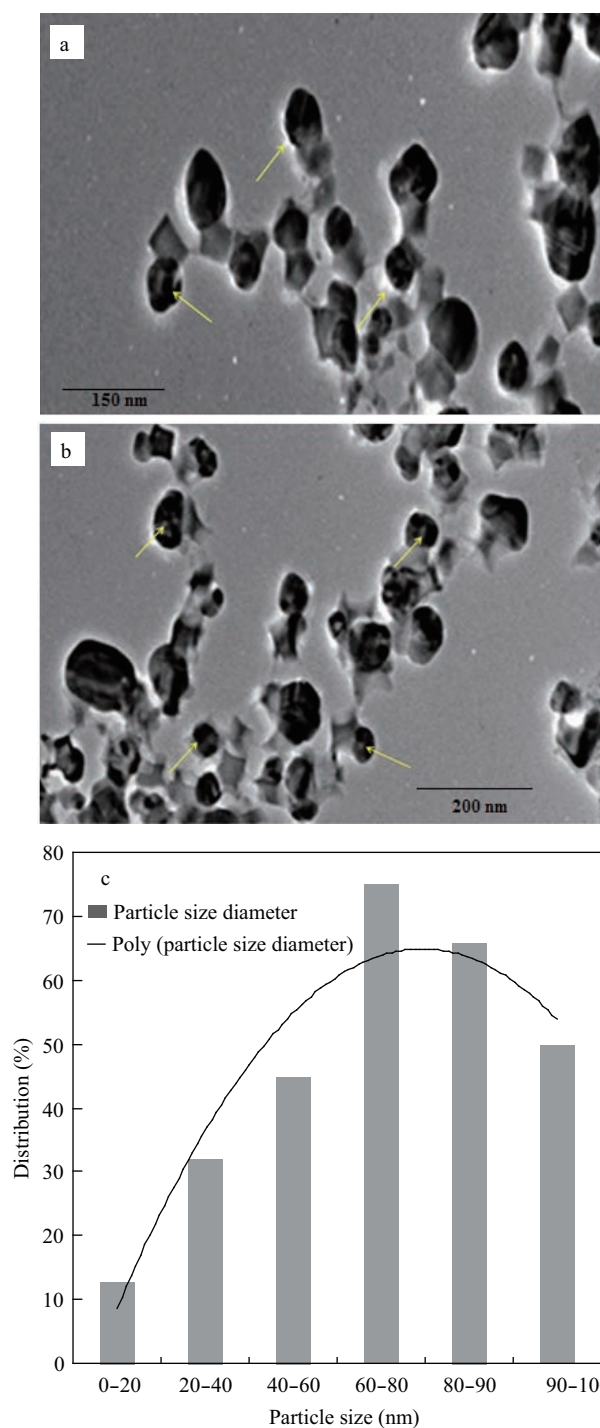 a
150 nm
b
200 nm
80
c
Particle size diameter
70
Poly (particle size diameter)
60
50
40
30
20
10
0
Distribution (%)
0–20 20–40 40–60 60–80 80–90 90–10
Particle size (nm)